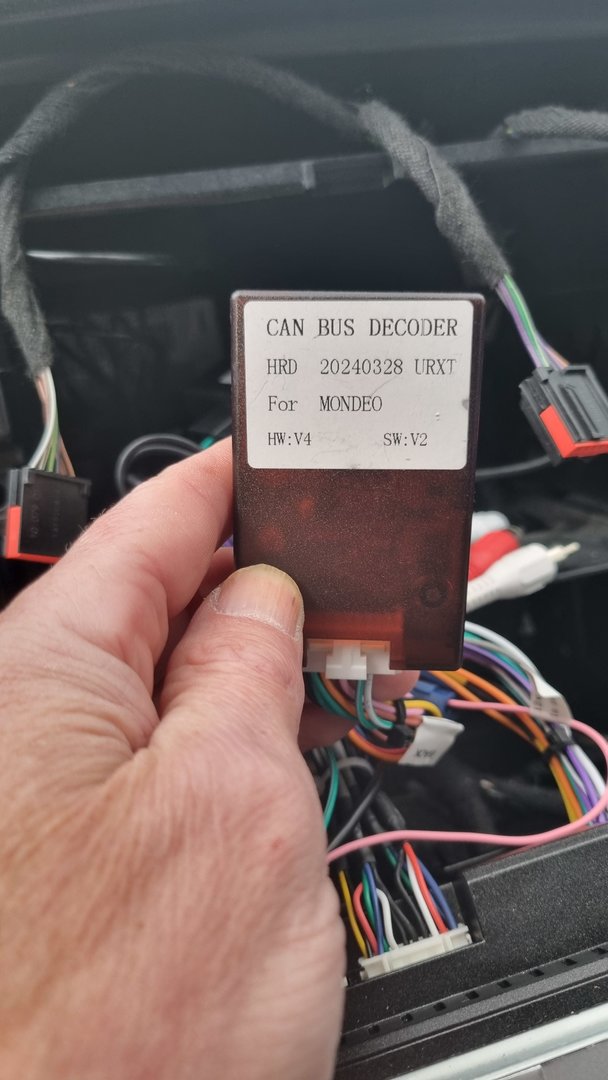 CAN BUS DECODER
HRD 20240328 URXT
For MONDEO
HW:V4 SW:V2